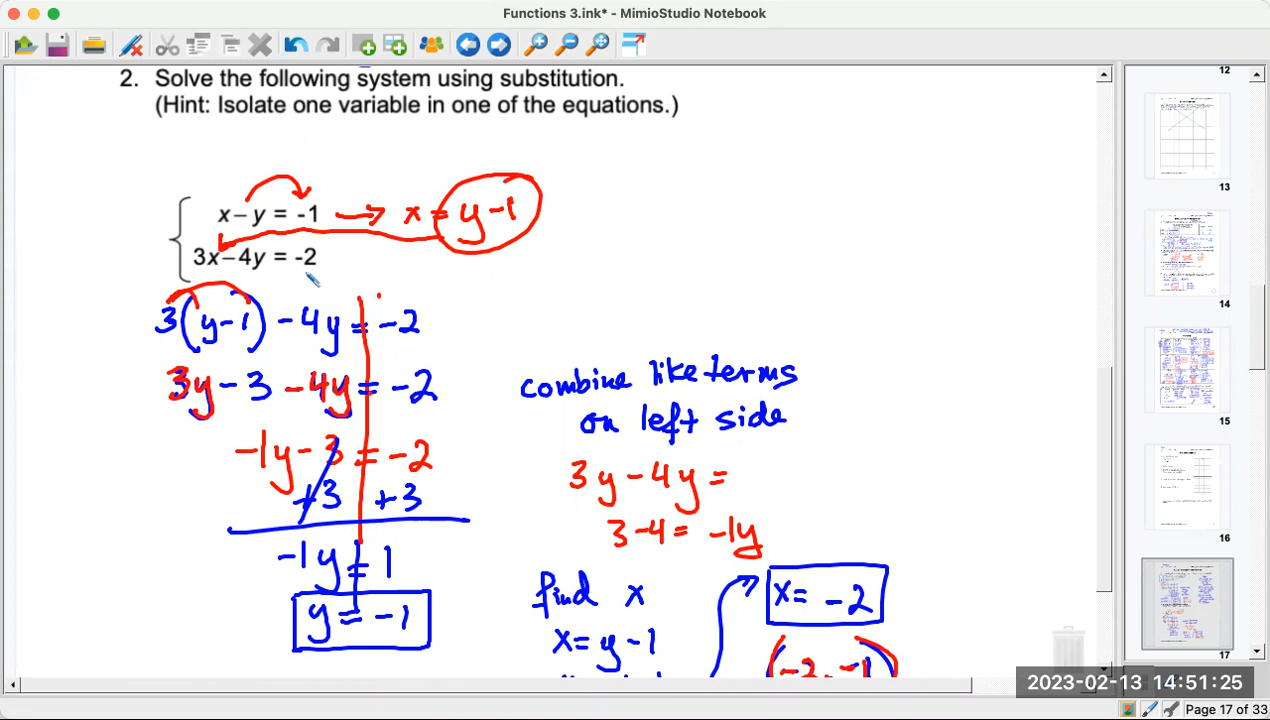 Functions 3.ink* - MimioStudio Notebook
2. Solve the following system using substitution.
(Hint: Isolate one variable in one of the equations.)
x – y = -1 → x = y - 1
3x – 4y = -2
3(y - 1) - 4y = -2
3y - 3 - 4y = -2
combine like terms
on left side
-1y - 3 = -2
+3 +3
3y - 4y =
3 - 4 = -1y
-1y = 1
y = -1
find x
x = -2
x = y - 1
(-2, -1)
12
13
14
15
16
17
2023-02-13 14:51:25
Page 17 of 33